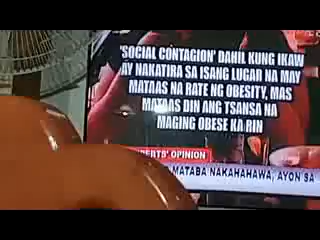 'SOCIAL CONTAGION' DAHIL KUNG IKAW
AY NAKATIRA SA ISANG LUGAR NA MAY
MATAAS NA RATE NG OBESITY, MAS
MATAAS DIN ANG TSANSA NA
MAGING OBESE KA RIN
EXPERTS' OPINION
MATABA NAKAHAHAWA, AYON SA